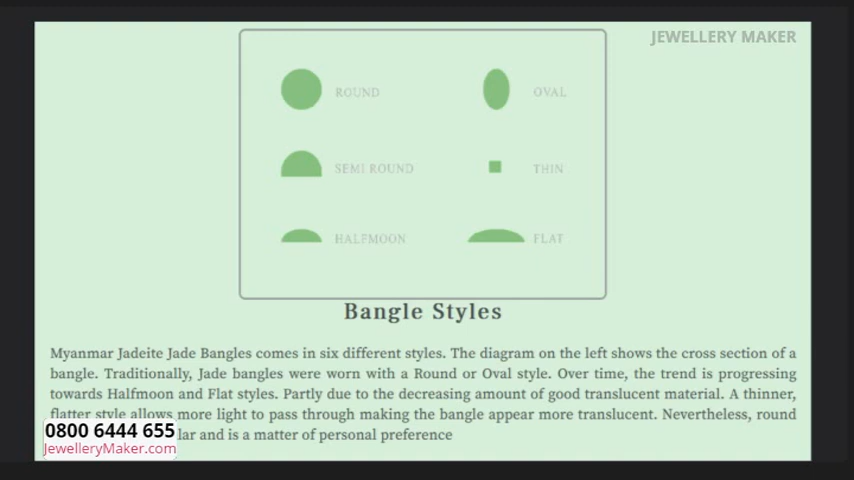 JEWELLERY MAKER
ROUND
OVAL
SEMI ROUND
THIN
HALFMOON
FLAT
Bangle Styles
Myanmar Jadeite Jade Bangles comes in six different styles. The diagram on the left shows the cross section of a
bangle. Traditionally, Jade bangles were worn with a Round or Oval style. Over time, the trend is progressing
towards Halfmoon and Flat styles. Partly due to the decreasing amount of good translucent material. A thinner,
flatter style allows more light to pass through making the bangle appear more translucent. Nevertheless, round
lar and is a matter of personal preference
0800 6444 655
JewelleryMaker.com